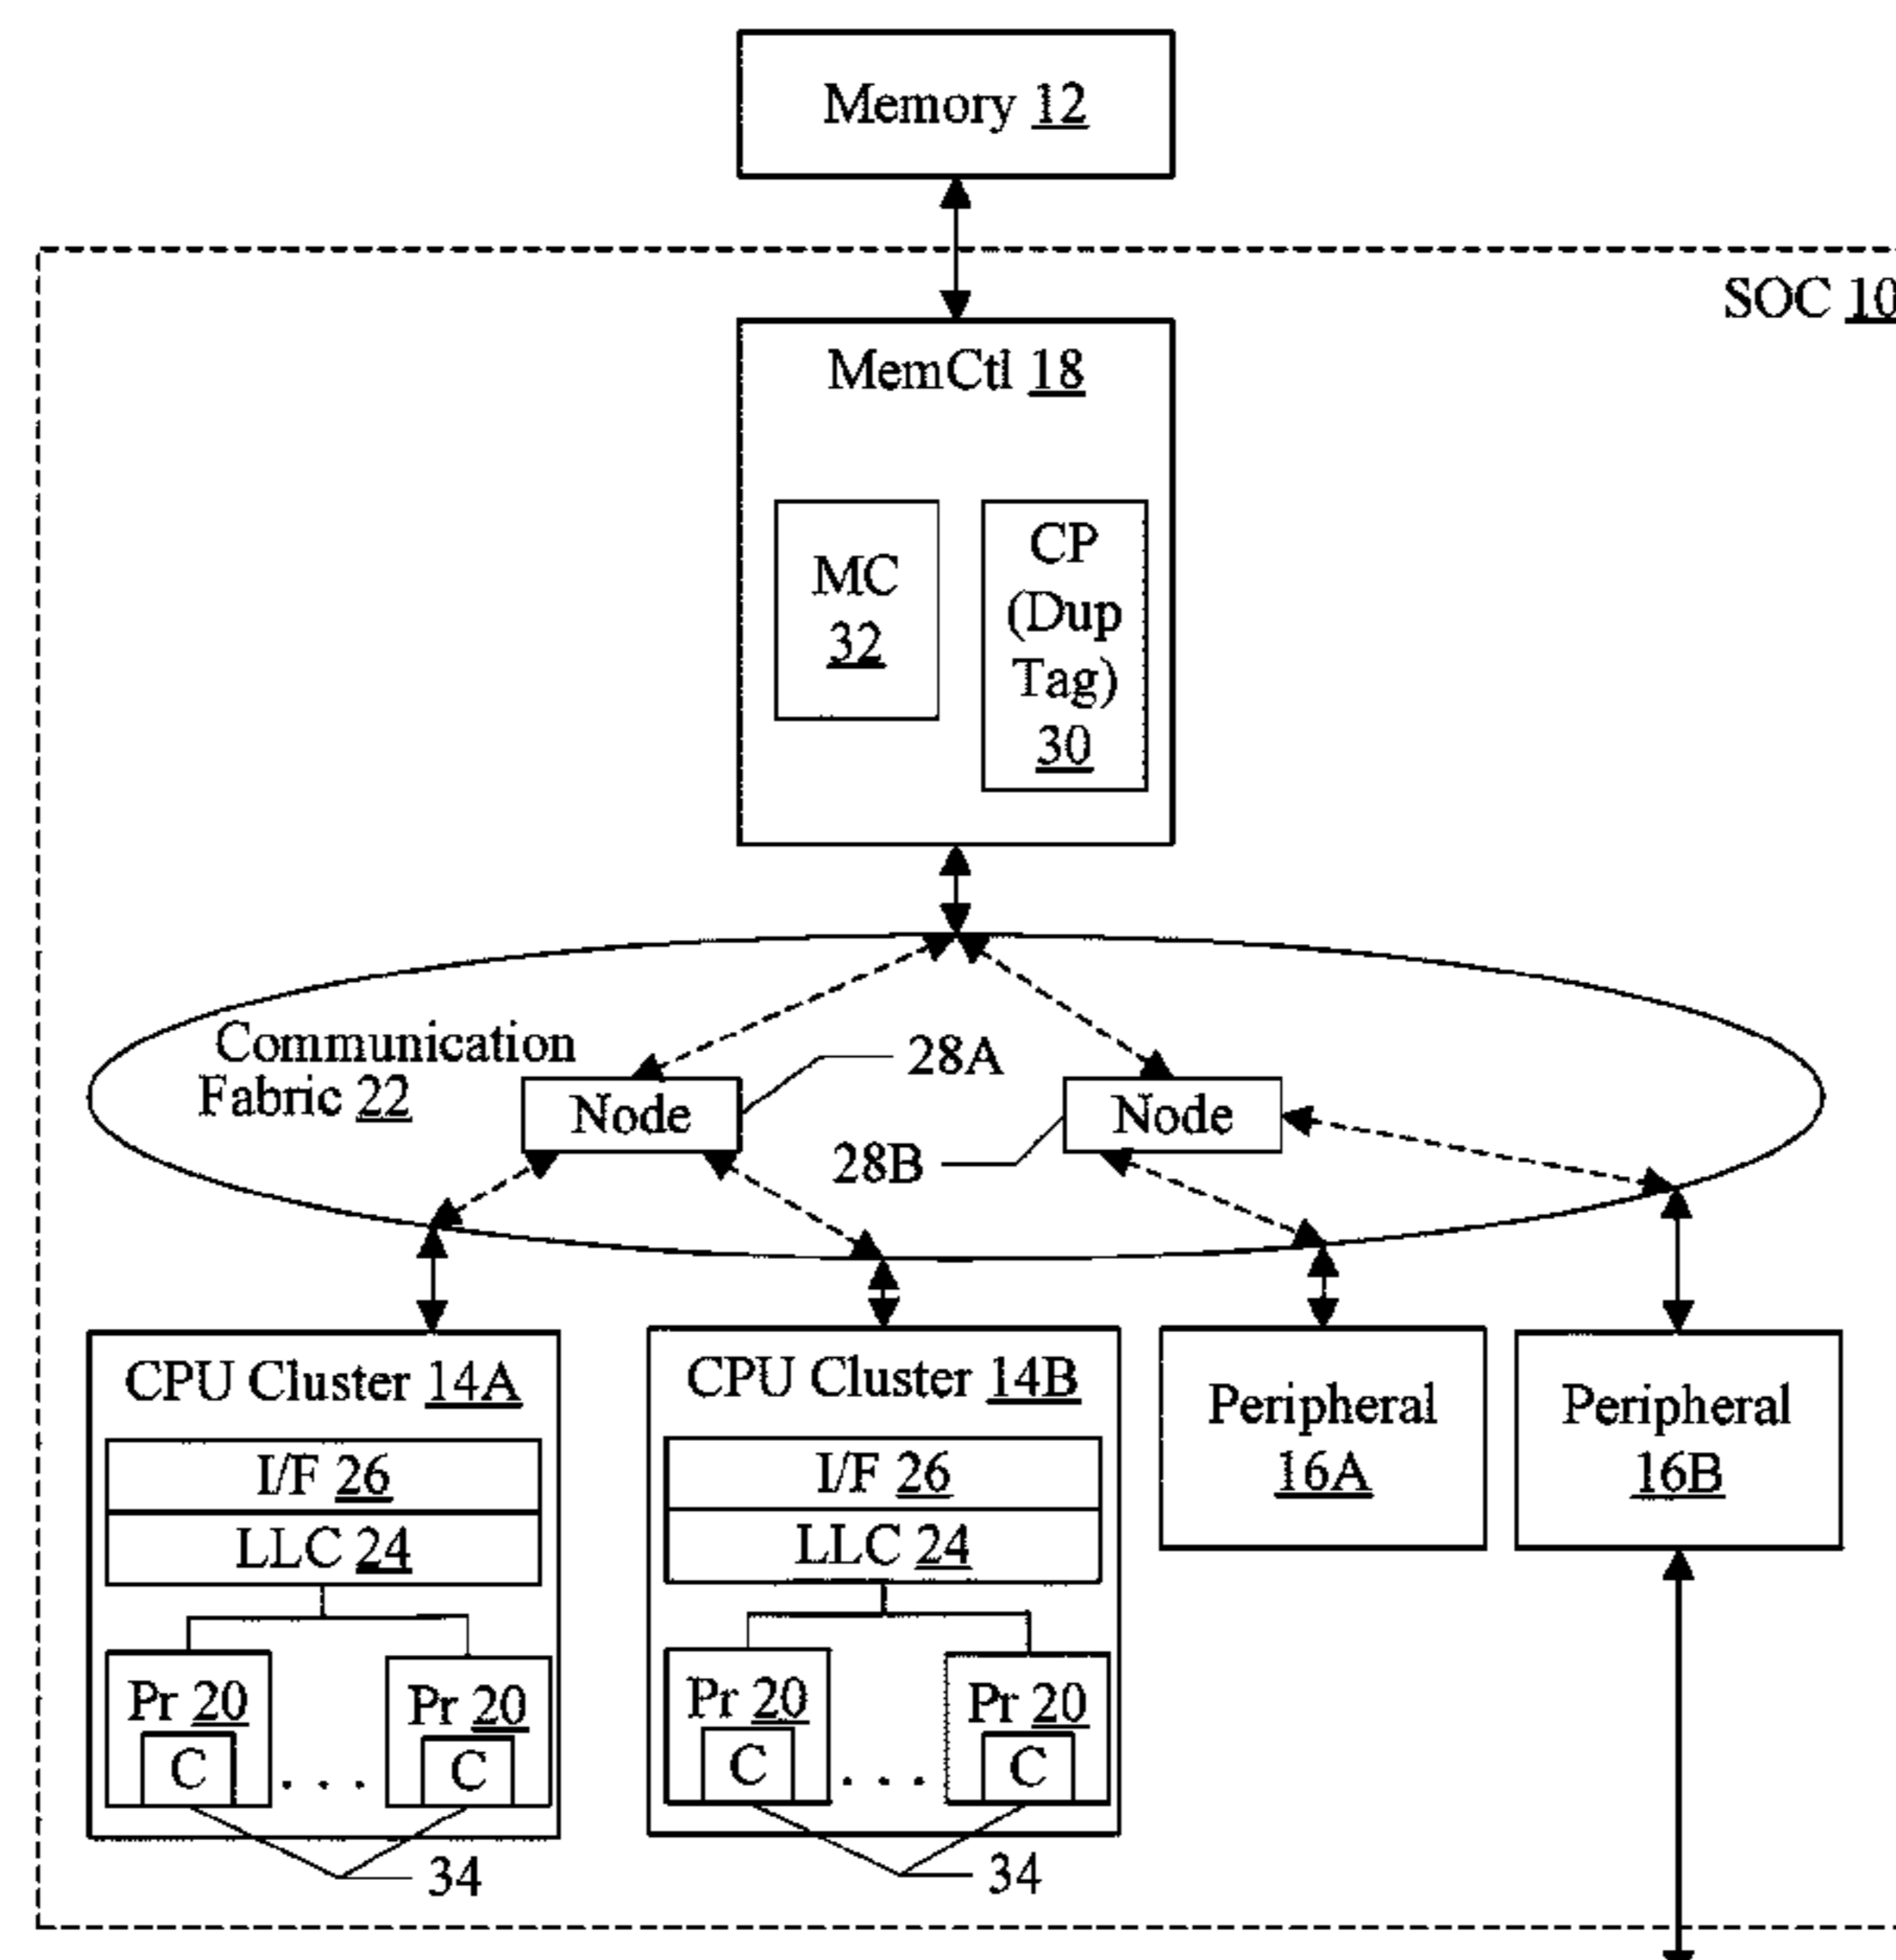 Memory 12
SOC 10
MemCtl 18
MC
32
CP
(Dup
Tag)
30
Communication
Fabric 22
Node
28A
Node
28B
CPU Cluster 14A
I/F 26
LLC 24
Pr 20
C
. . .
Pr 20
C
34
CPU Cluster 14B
I/F 26
LLC 24
Pr 20
C
. . .
Pr 20
C
34
Peripheral
16A
Peripheral
16B